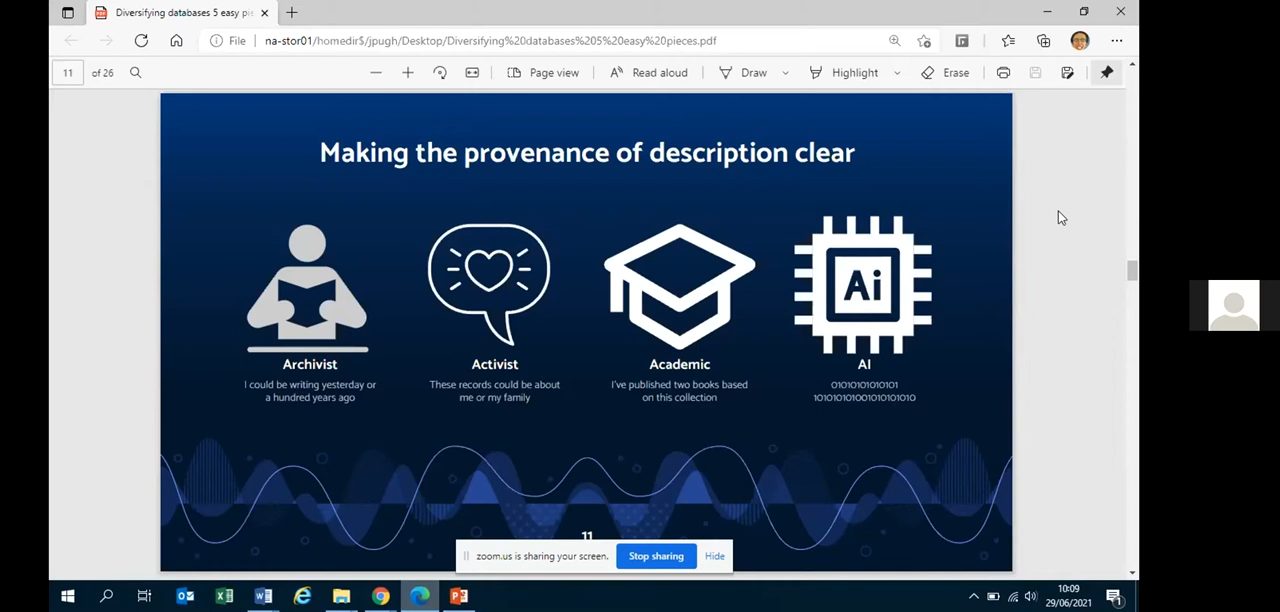 Diversifying databases 5 easy pie
File
na-stor01/homedir$/jpugh/Desktop/Diversifying%20databases%205%20easy%20pieces.pdf
11 of 26
Page view
Read aloud
Draw
Highlight
Erase
Making the provenance of description clear
Ai
Archivist
I could be writing yesterday or
a hundred years ago
Activist
These records could be about
me or my family
Academic
I've published two books based
on this collection
AI
01010101010101
10101010100101010101010
11
zoom.us is sharing your screen.
Stop sharing
Hide
10:09
29/06/2021
1